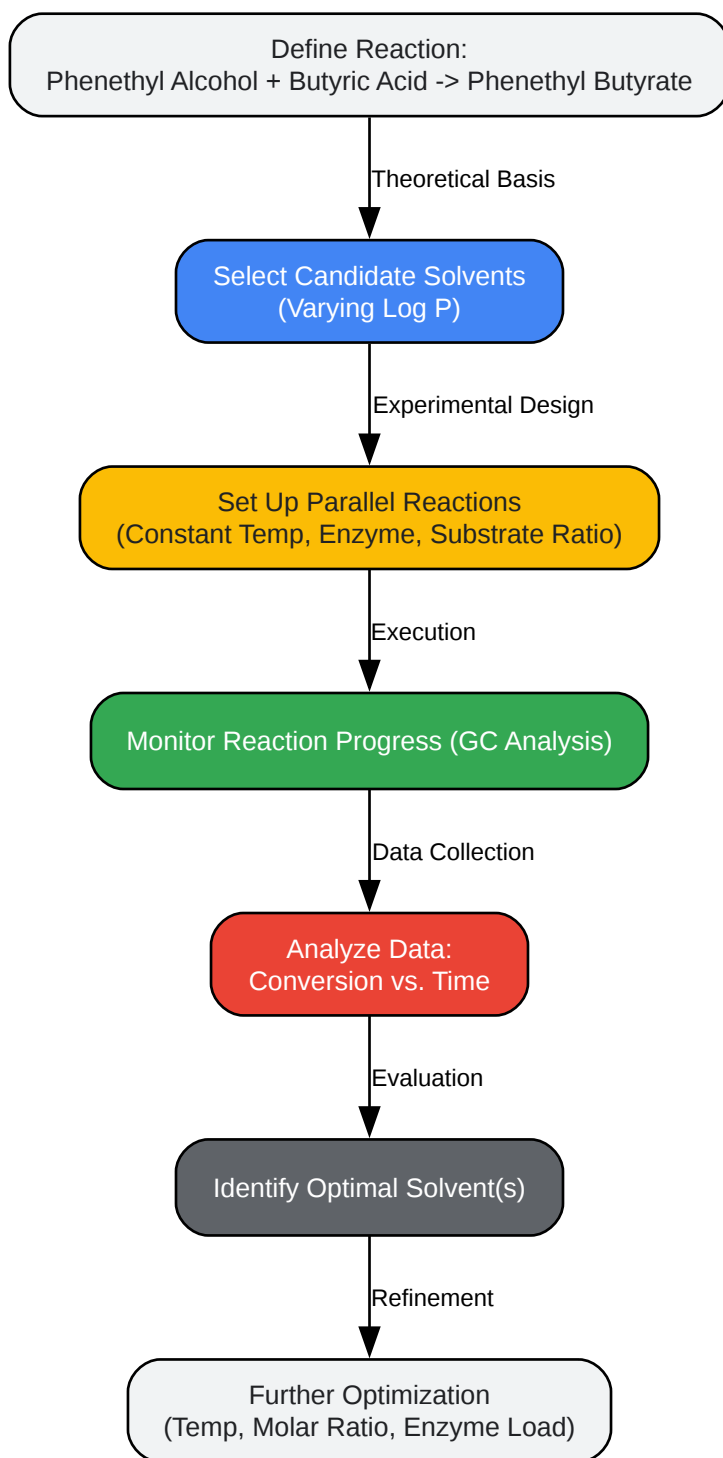 Define Reaction:
Phenethyl Alcohol + Butyric Acid -> Phenethyl Butyrate
Theoretical Basis
Select Candidate Solvents
(Varying Log P)
Experimental Design
Set Up Parallel Reactions
(Constant Temp, Enzyme, Substrate Ratio)
Execution
Monitor Reaction Progress (GC Analysis)
Data Collection
Analyze Data:
Conversion vs. Time
Evaluation
Identify Optimal Solvent(s)
Refinement
Further Optimization
(Temp, Molar Ratio, Enzyme Load)